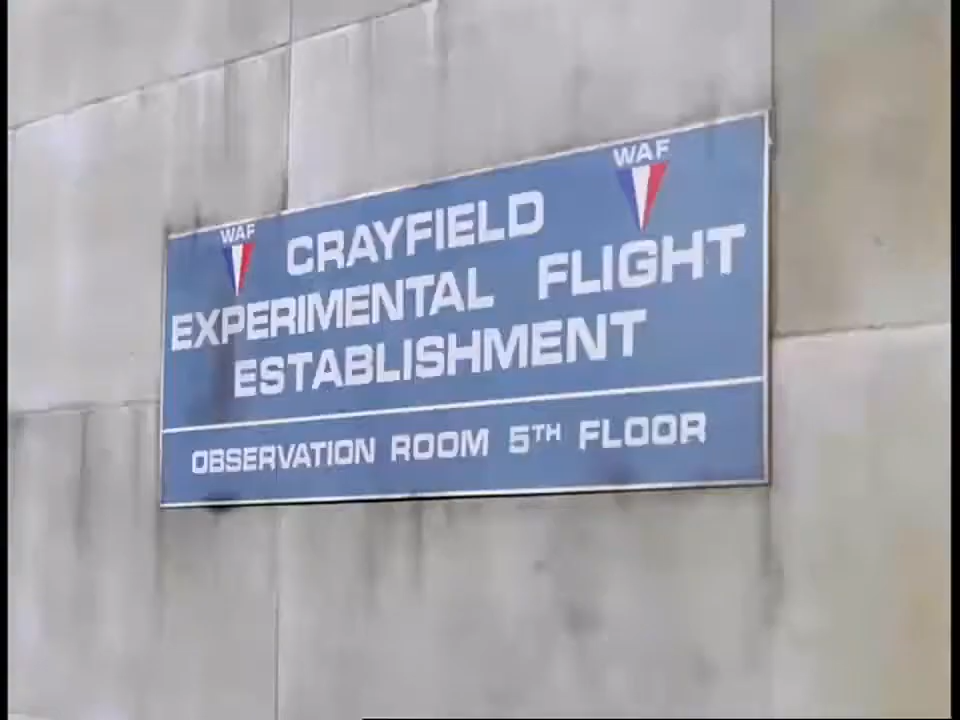 WAF
WAF
CRAYFIELD
EXPERIMENTAL FLIGHT
ESTABLISHMENT
OBSERVATION ROOM 5TH FLOOR